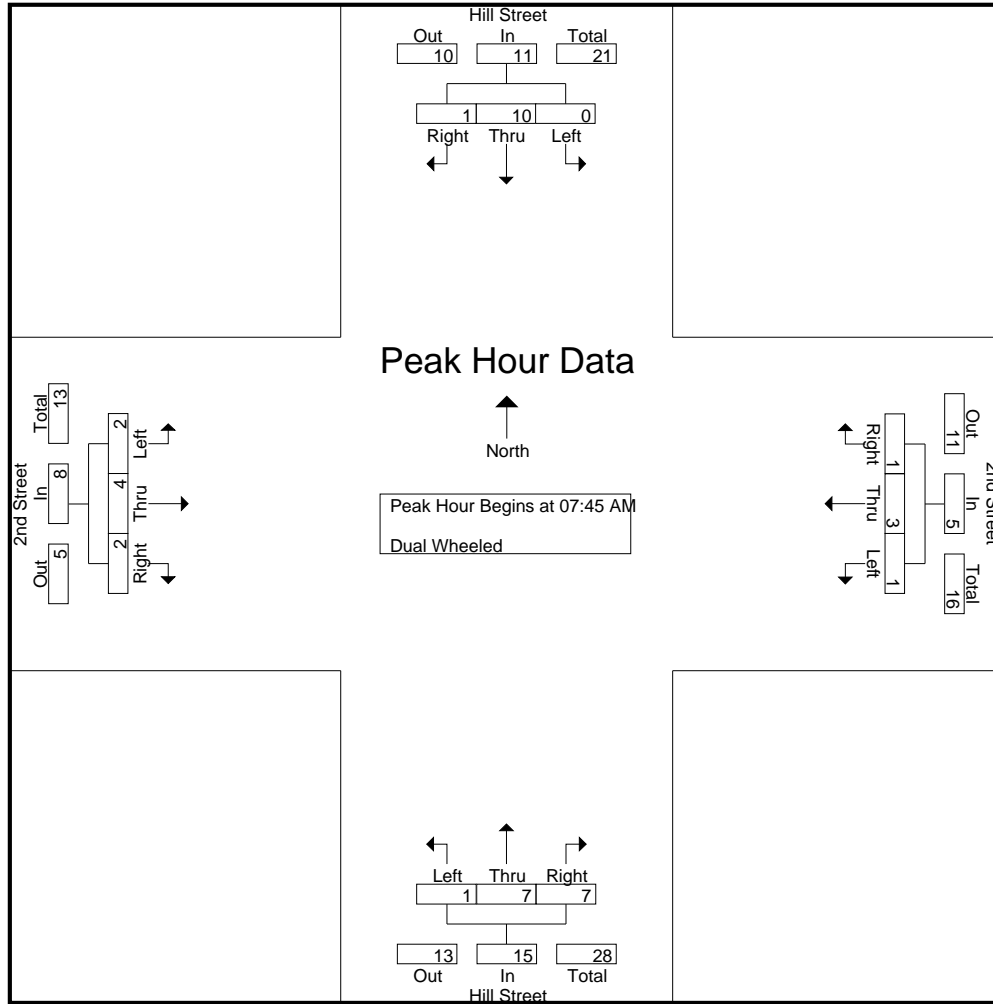 Hill Street
Out In Total
10 11 21
1 10 0
Right Thru Left
Peak Hour Data
North
Peak Hour Begins at 07:45 AM
Dual Wheeled
2nd Street
Total In Out
13 8 5
2 4 2
Left Thru Right
2nd Street
Out In Total
11 5 16
1 3 1
Right Thru Left
Left Thru Right
1 7 7
13 15 28
Out In Total
Hill Street